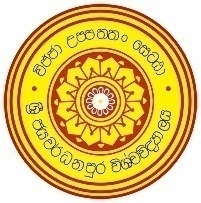 විජ්ජා උප්පතතං සෙට්ඨා
ශ්‍රී ජයවර්ධනපුර විශ්වවිද්‍යාලය